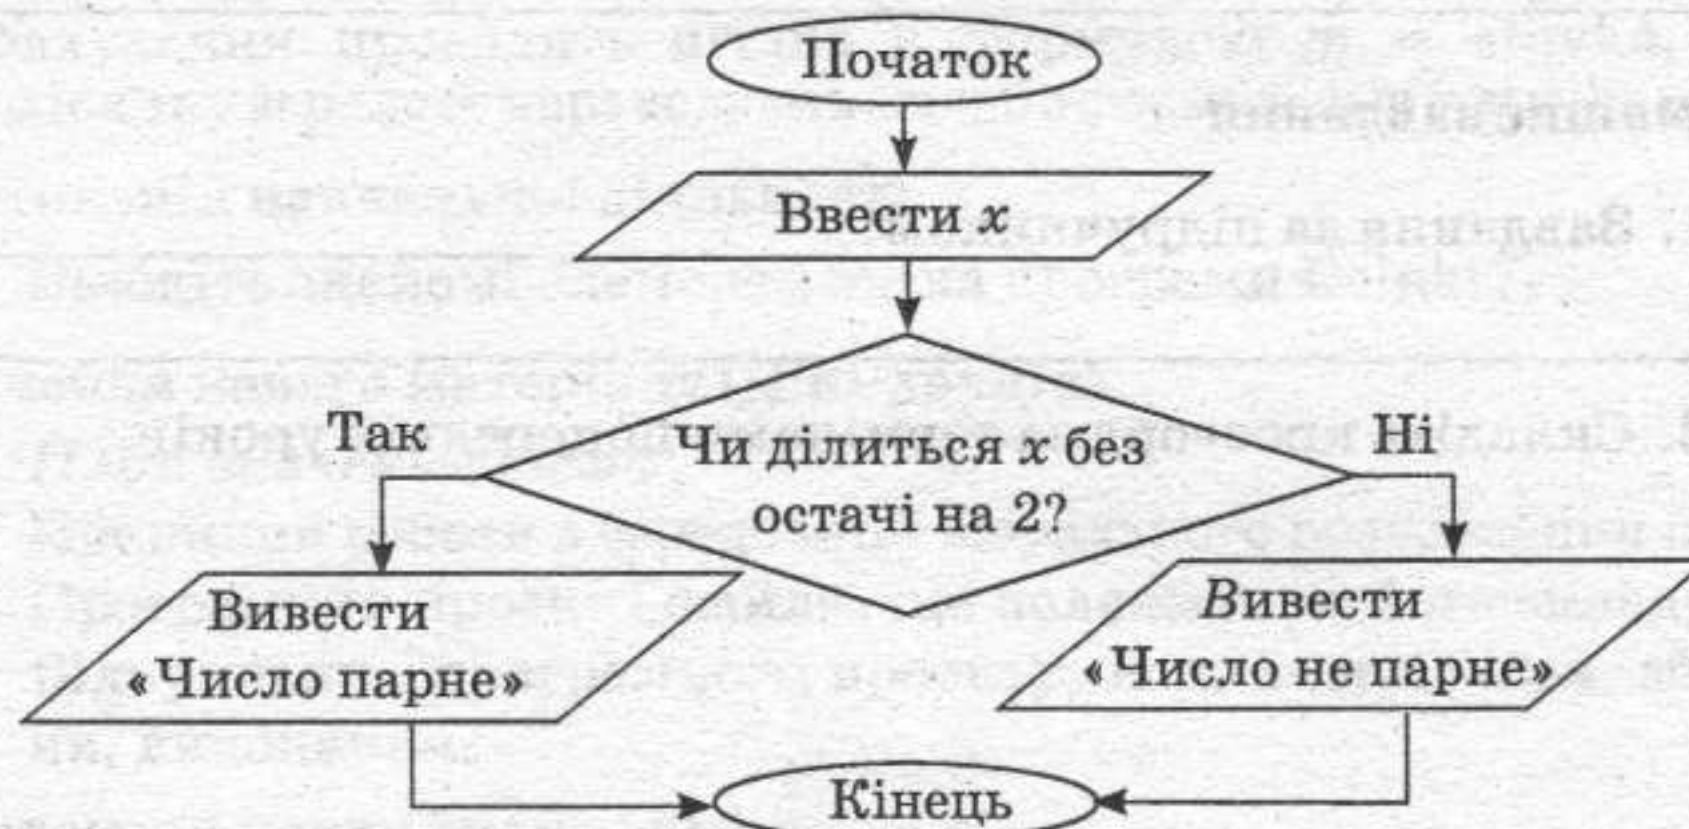 Початок
Ввести x
Чи ділиться x без
остачі на 2?
Так
Ні
Вивести
«Число парне»
Вивести
«Число не парне»
Кінець